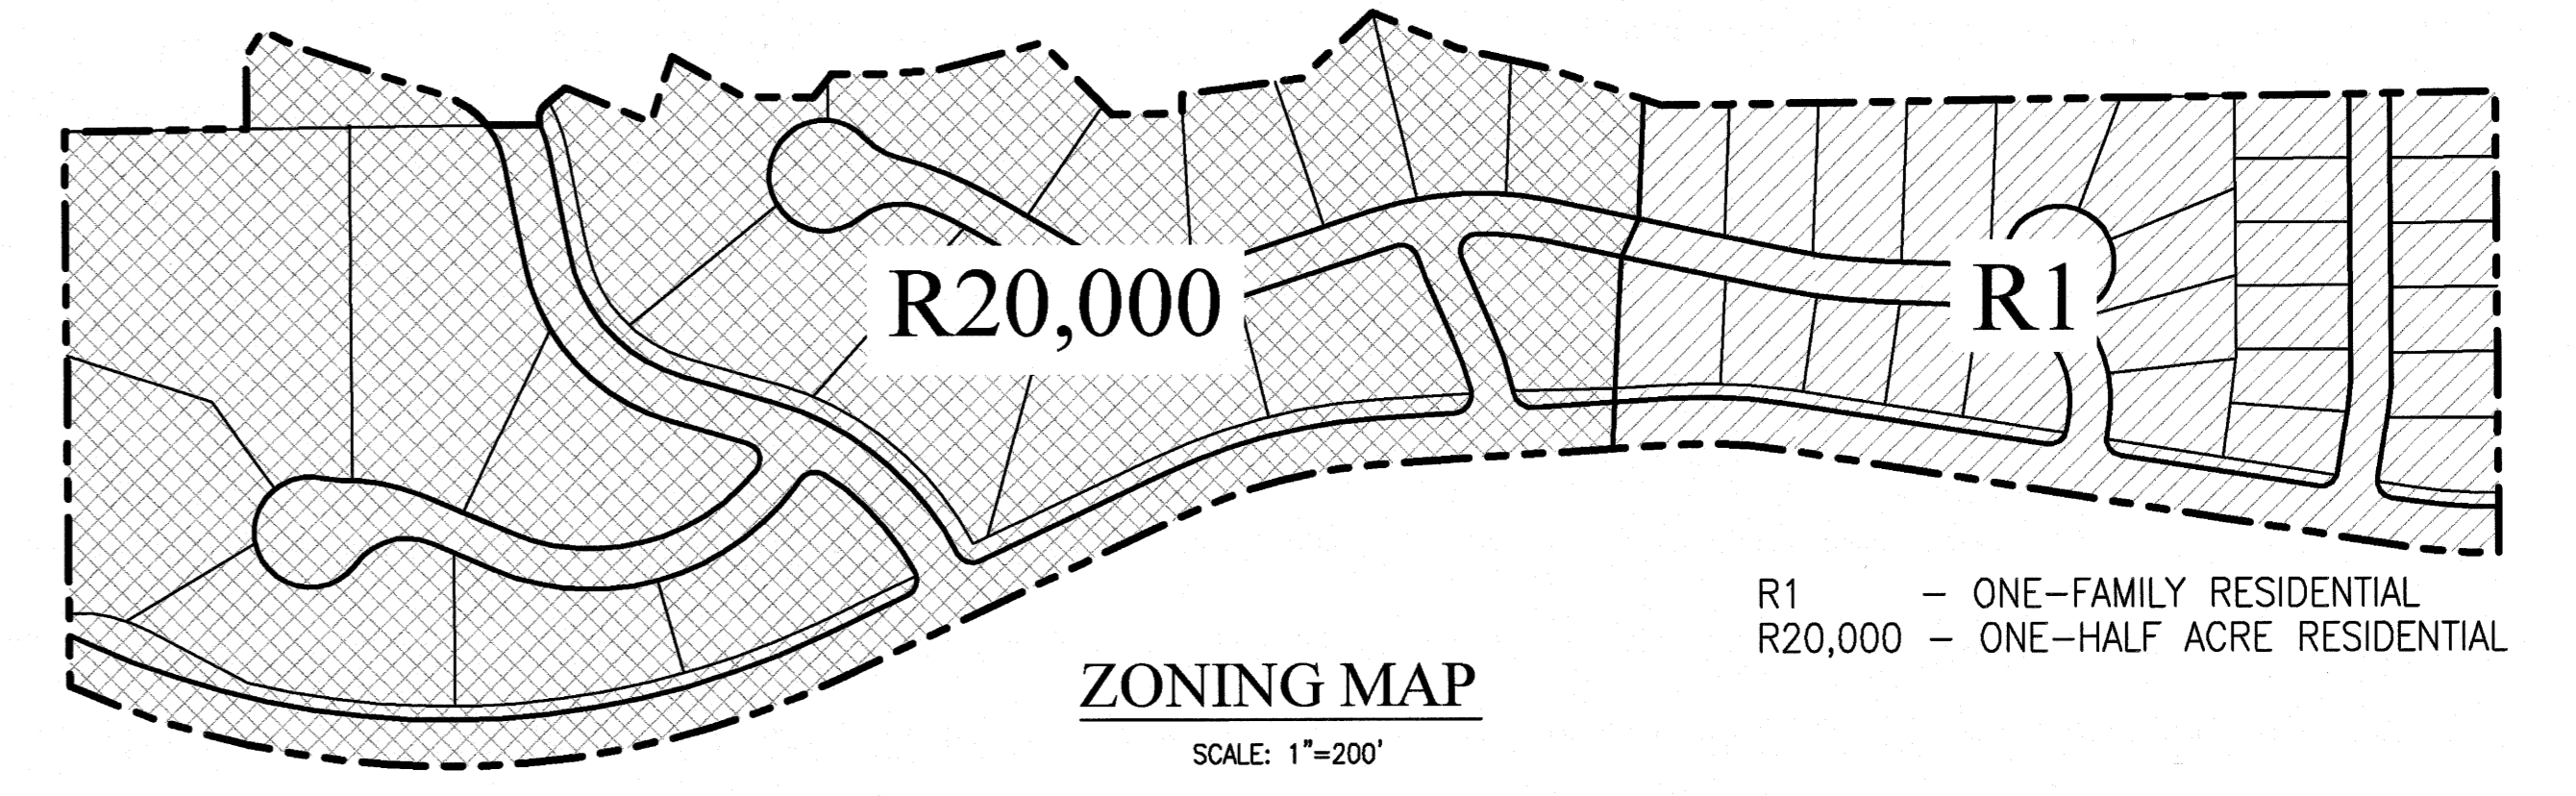 R20,000
R1
R1 – ONE-FAMILY RESIDENTIAL
R20,000 – ONE-HALF ACRE RESIDENTIAL
ZONING MAP
SCALE: 1"=200'